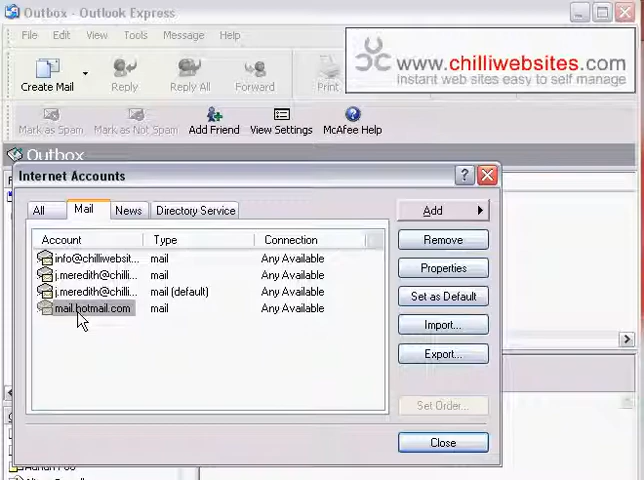 Outbox - Outlook Express
File Edit View Tools Message Help
www.chilliwebsites.com
instant web sites easy to self manage
Create Mail Reply Reply All Forward Print
Mark as Spam Mark as Not Spam Add Friend View Settings McAfee Help
Outbox
Internet Accounts
All Mail News Directory Service
Add
Account Type Connection
Remove
info@chilliwebsit... mail Any Available
j.meredith@chilli... mail Any Available
Properties
j.meredith@chilli... mail (default) Any Available
Set as Default
mail.hotmail.com mail Any Available
Import...
Export...
Set Order...
Close